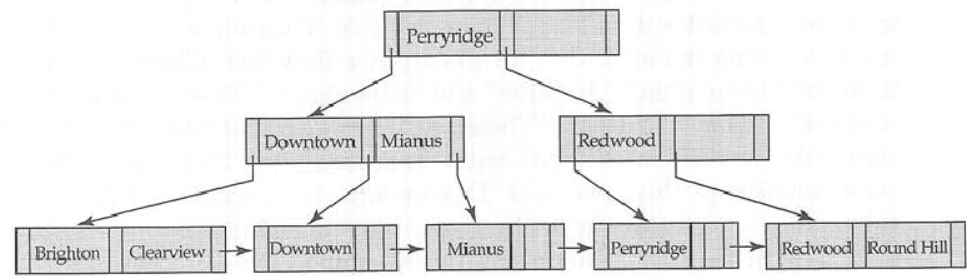 Perryridge
Downtown Mianus Redwood
Brighton Clearview Downtown Mianus Perryridge Redwood Round Hill